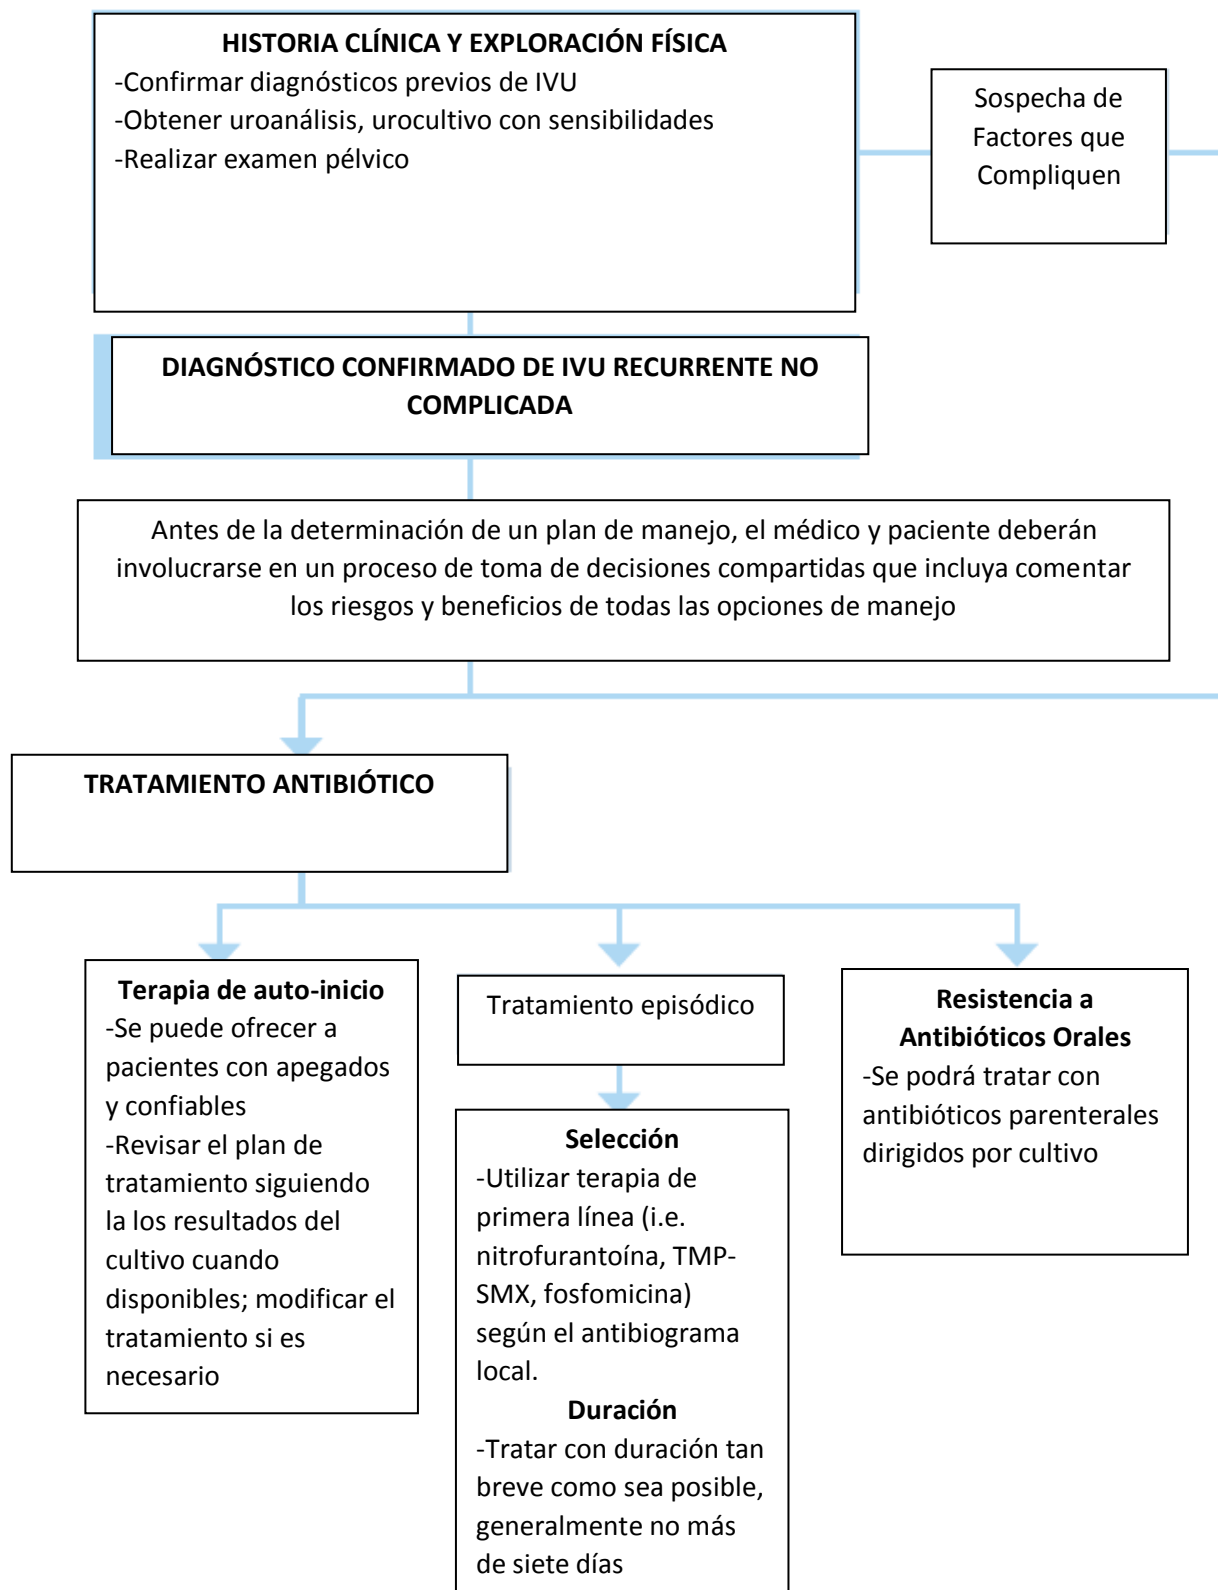 HISTORIA CLÍNICA Y EXPLORACIÓN FÍSICA
-Confirmar diagnósticos previos de IVU
-Obtener uroanálisis, urocultivo con sensibilidades
-Realizar examen pélvico
Sospecha de
Factores que
Compliquen
DIAGNÓSTICO CONFIRMADO DE IVU RECURRENTE NO
COMPLICADA
Antes de la determinación de un plan de manejo, el médico y paciente deberán
involucrarse en un proceso de toma de decisiones compartidas que incluya comentar
los riesgos y beneficios de todas las opciones de manejo
TRATAMIENTO ANTIBIÓTICO
Terapia de auto-inicio
-Se puede ofrecer a
pacientes con apegados
y confiables
-Revisar el plan de
tratamiento siguiendo
la los resultados del
cultivo cuando
disponibles; modificar el
tratamiento si es
necesario
Tratamiento episódico
Selección
-Utilizar terapia de
primera línea (i.e.
nitrofurantoína, TMP-
SMX, fosfomicina)
según el antibiograma
local.
Duración
-Tratar con duración tan
breve como sea posible,
generalmente no más
de siete días
Resistencia a
Antibióticos Orales
-Se podrá tratar con
antibióticos parenterales
dirigidos por cultivo